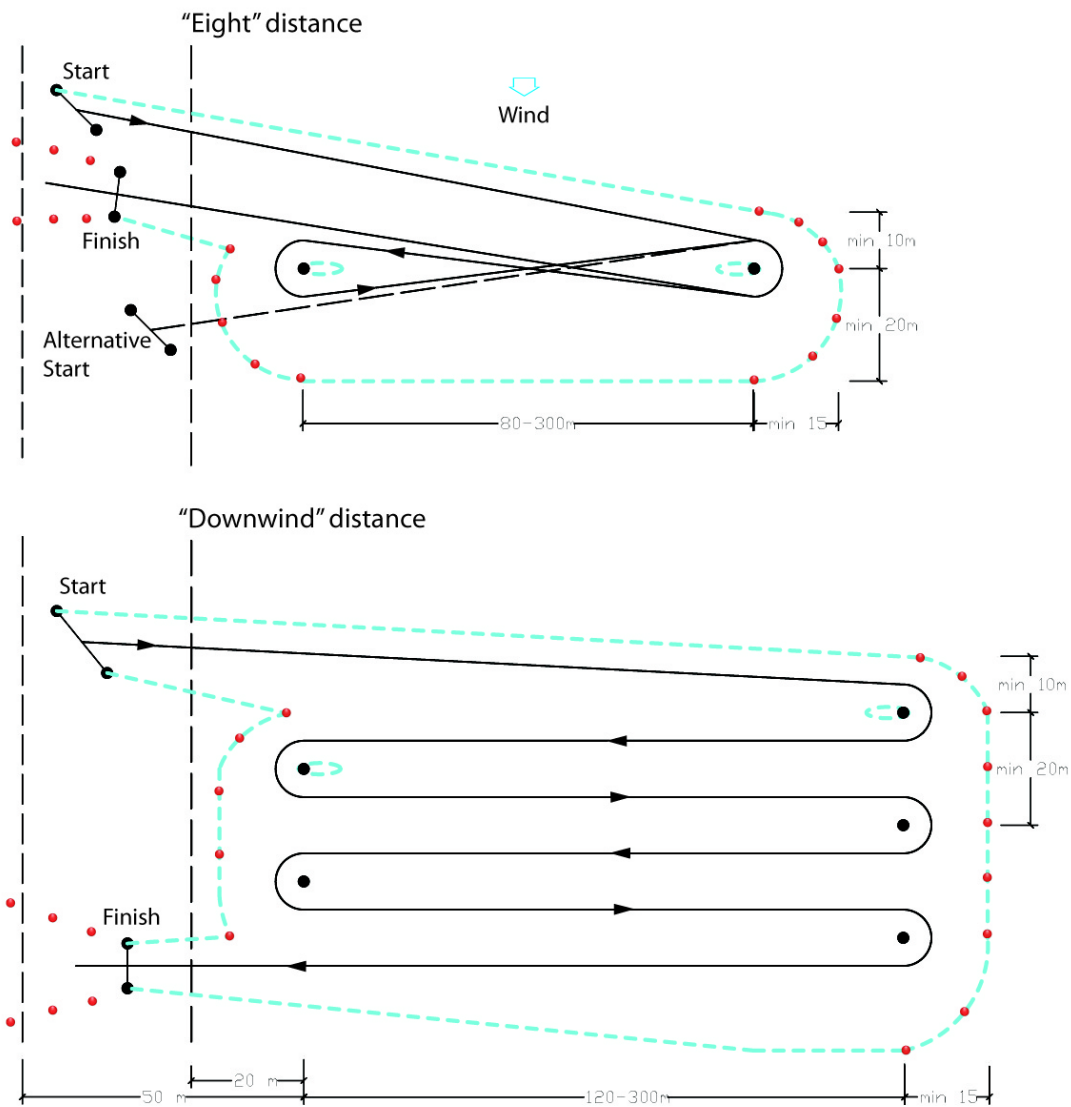 “Eight” distance
Start
Wind
min 10m
Finish
min 20m
Alternative
Start
80-300m
min 15
“Downwind” distance
Start
min 10m
min 20m
Finish
20 m
50 m
120-300m
min 15